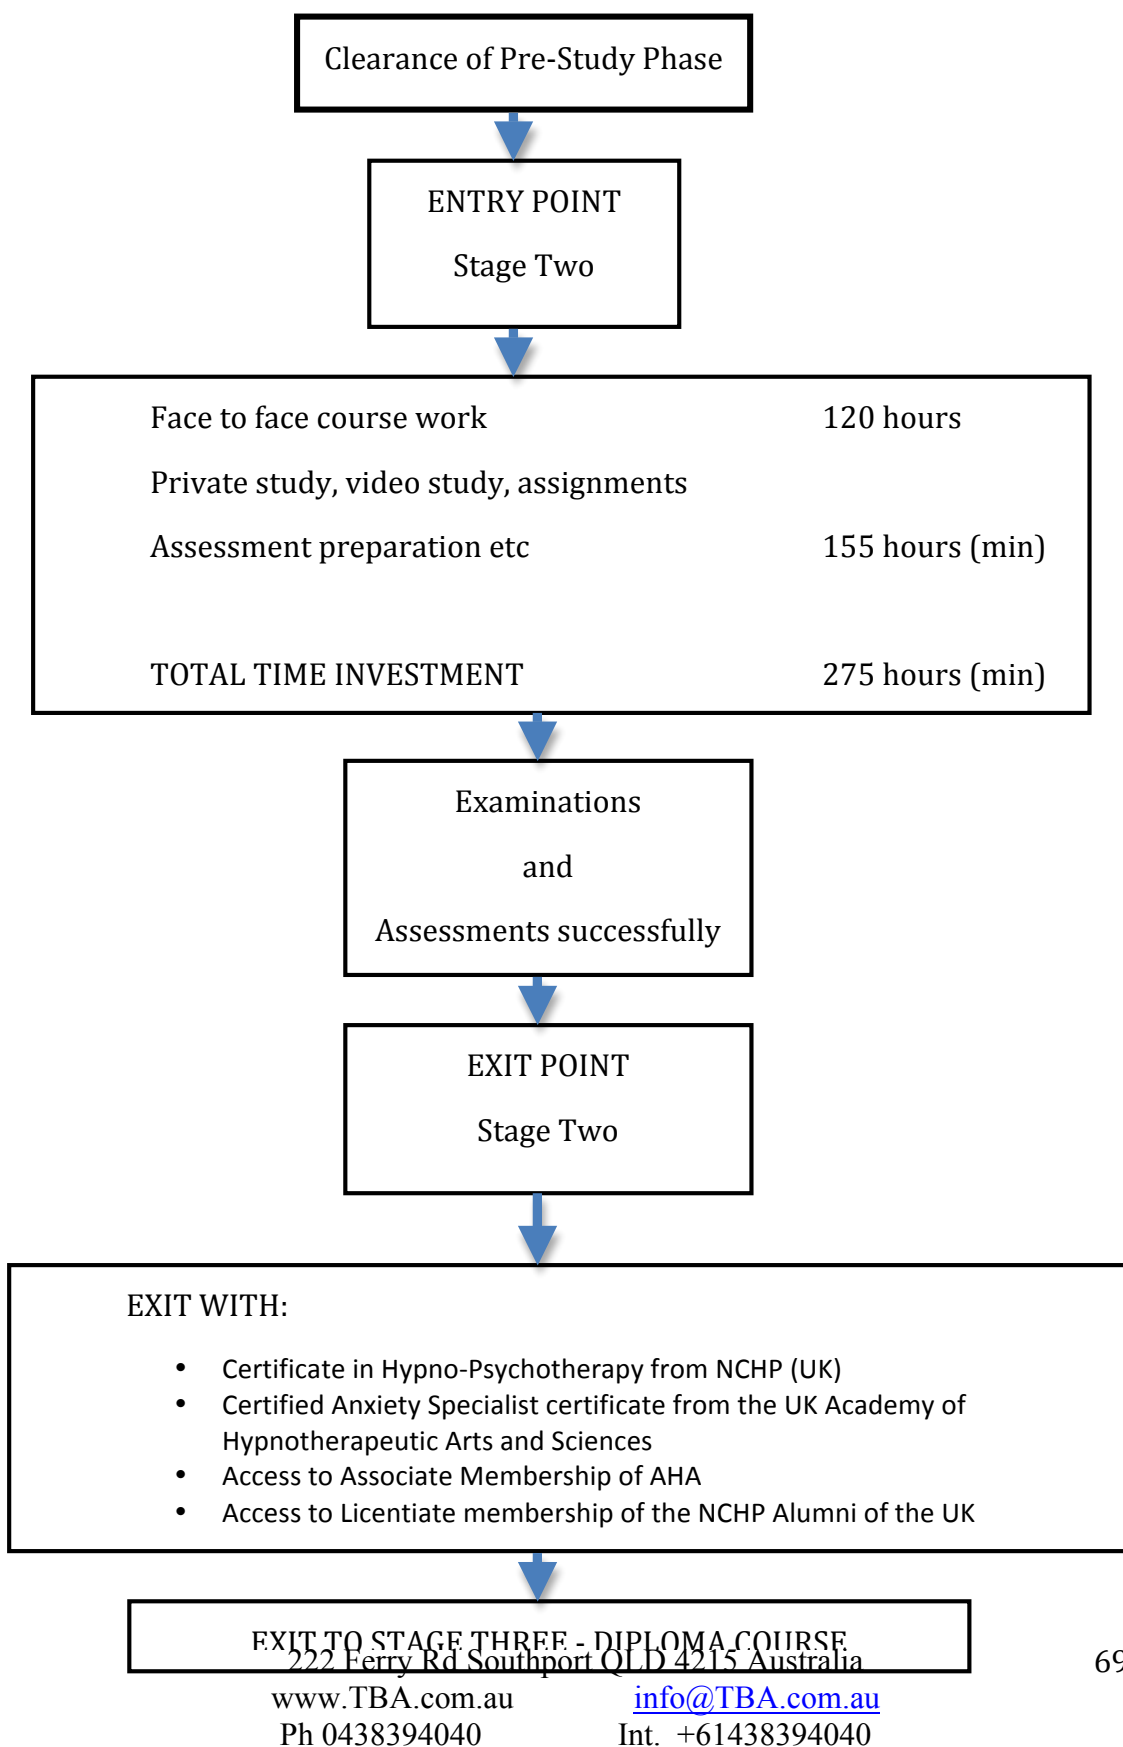 Clearance of Pre-Study Phase
ENTRY POINT
Stage Two
Face to face course work 120 hours
Private study, video study, assignments
Assessment preparation etc 155 hours (min)
TOTAL TIME INVESTMENT 275 hours (min)
Examinations
and
Assessments successfully
EXIT POINT
Stage Two
EXIT WITH:
• Certificate in Hypno-Psychotherapy from NCHP (UK)
• Certified Anxiety Specialist certificate from the UK Academy of
Hypnotherapeutic Arts and Sciences
• Access to Associate Membership of AHA
• Access to Licentiate membership of the NCHP Alumni of the UK
EXIT TO STAGE THREE - DIPLOMA COURSE
222 Ferry Rd Southport QLD 4215 Australia 69
www.TBA.com.au info@TBA.com.au
Ph 0438394040 Int. +61438394040